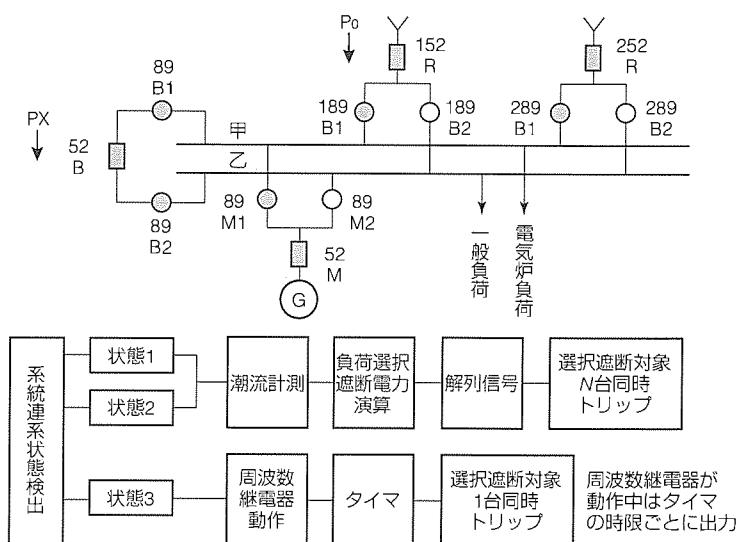 P₀
152
R
252
R
89
B1
189
B1
189
B2
289
B1
289
B2
PX
52
B
甲
乙
89
B2
89
M1
89
M2
52
M
G
一般負荷
電気炉負荷
系統連系状態検出
状態1
状態2
潮流計測
負荷選択
遮断電力
演算
解列信号
選択遮断対象
N台同時
トリップ
状態3
周波数
継電器
動作
タイマ
選択遮断対象
1台同時
トリップ
周波数継電器が
動作中はタイマ
の時限ごとに出力